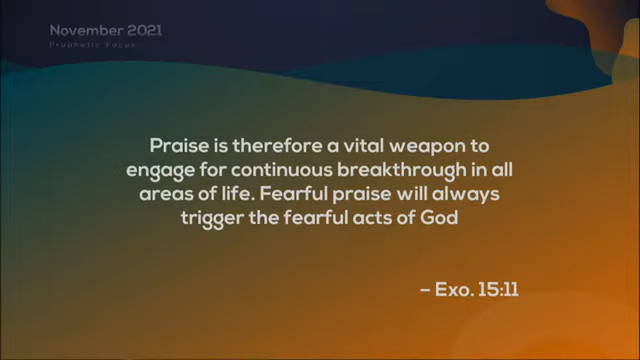 November 2021
Prophetic Focus
Praise is therefore a vital weapon to
engage for continuous breakthrough in all
areas of life. Fearful praise will always
trigger the fearful acts of God
– Exo. 15:11